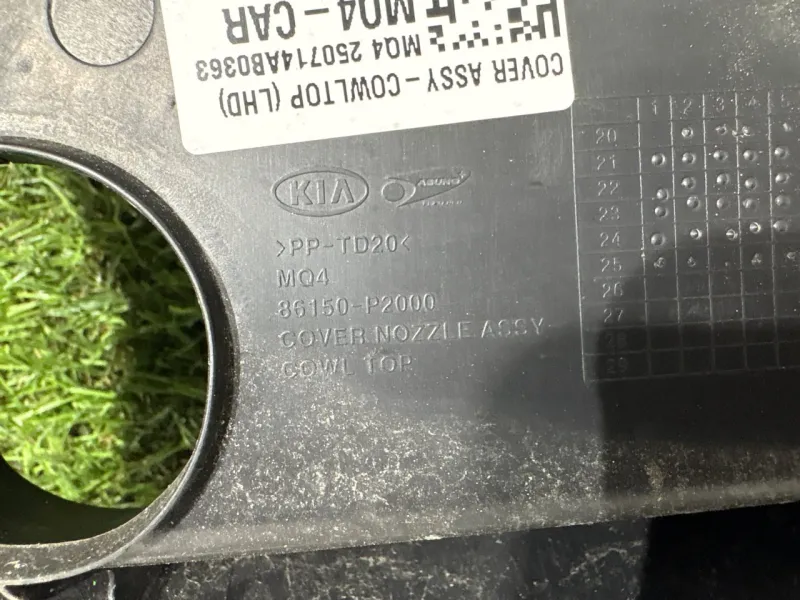 COVER ASSY-COWLTOP (LHD)
MQ4 250714AB0363
MQ4-CAR
KIA
>PP-TD20<
MQ4
86150-P2000
COVER NOZZLE ASSY-
COWL TOP
1 2 3 4 5
20
21
22
23
24
25
26
27
28
29